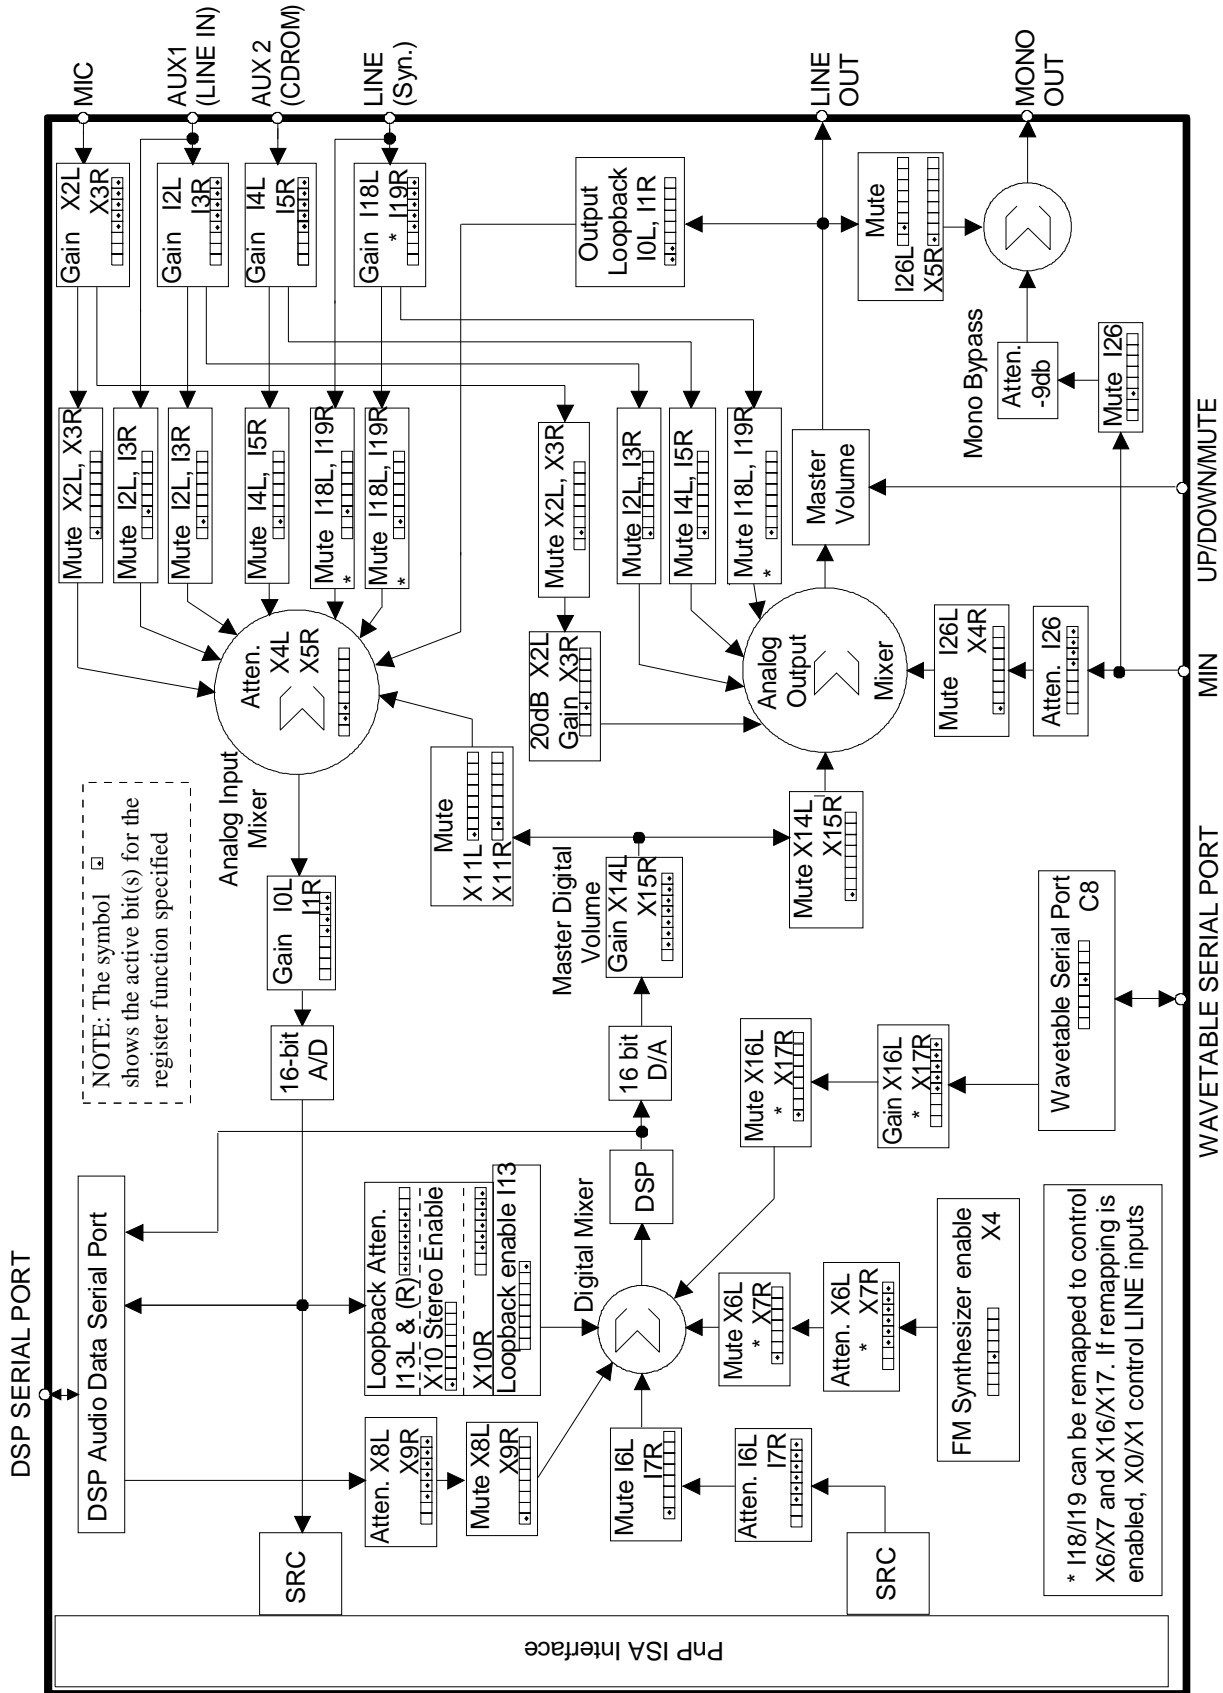 DSP SERIAL PORT
DSP Audio Data Serial Port
NOTE: The symbol
shows the active bit(s) for the
register function specified
MIC
AUX1
(LINE IN)
AUX 2
(CDROM)
LINE
(Syn.)
LINE
OUT
MONO
OUT
Gain X2L
X3R
Gain I2L
I3R
Gain I4L
I5R
Gain I18L
* I19R
Mute X2L, X3R
Mute I2L, I3R
Mute I2L, I3R
Mute I4L, I5R
Mute I18L, I19R
*
Mute I18L, I19R
*
Output
Loopback
I0L, I1R
Atten.
X4L
X5R
Analog Input
Mixer
Gain I0L
I1R
16-bit
A/D
SRC
Mute
X11L
X11R
20dB X2L
Gain X3R
Mute X2L, X3R
Mute I2L, I3R
Mute I4L, I5R
Mute I18L, I19R
*
Analog
Output
Mixer
Master
Volume
Mute
I26L
X5R
Mono Bypass
Atten.
-9db
Mute I26
Mute I26L
X4R
Atten. I26
Master Digital
Volume
Gain X14L
X15R
Mute X14L
X15R
16 bit
D/A
DSP
Digital Mixer
Loopback Atten.
I13L & (R)
X10 Stereo Enable
X10R
Loopback enable I13
Atten. X8L
X9R
Mute X8L
X9R
Mute I6L
I7R
Atten. I6L
I7R
SRC
Mute X6L
* X7R
Atten. X6L
* X7R
FM Synthesizer enable
X4
Mute X16L
* X17R
Gain X16L
* X17R
Wavetable Serial Port
C8
* I18/I19 can be remapped to control
X6/X7 and X16/X17. If remapping is
enabled, X0/X1 control LINE inputs
PnP ISA Interface
WAVETABLE SERIAL PORT
MIN
UP/DOWN/MUTE